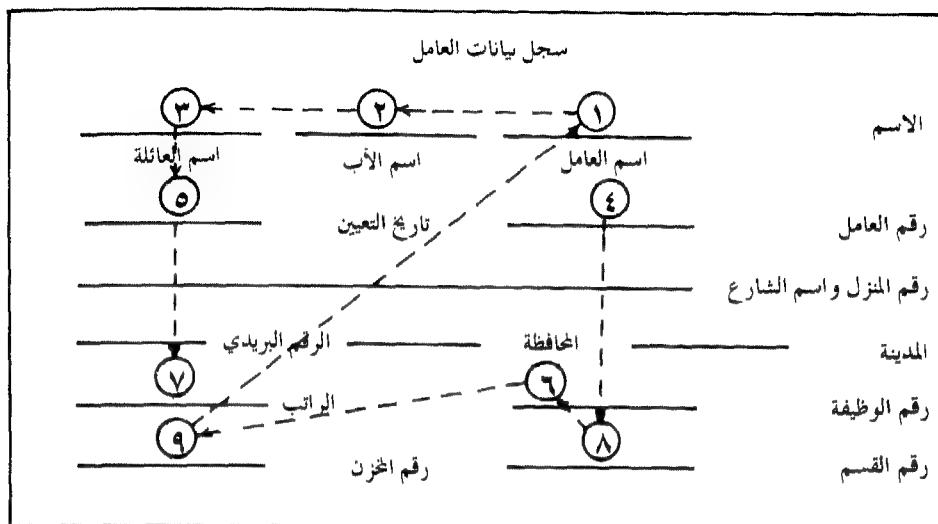 سجل بيانات العامل
الاسم ١ ٢ ٣
اسم العامل اسم الأب اسم العائلة
٤ ٥
رقم العامل تاريخ التعيين
رقم المنزل واسم الشارع
المدينة المحافظة الرقم البريدي
٦ ٧
رقم الوظيفة الراتب
٨ ٩
رقم القسم رقم المخزن